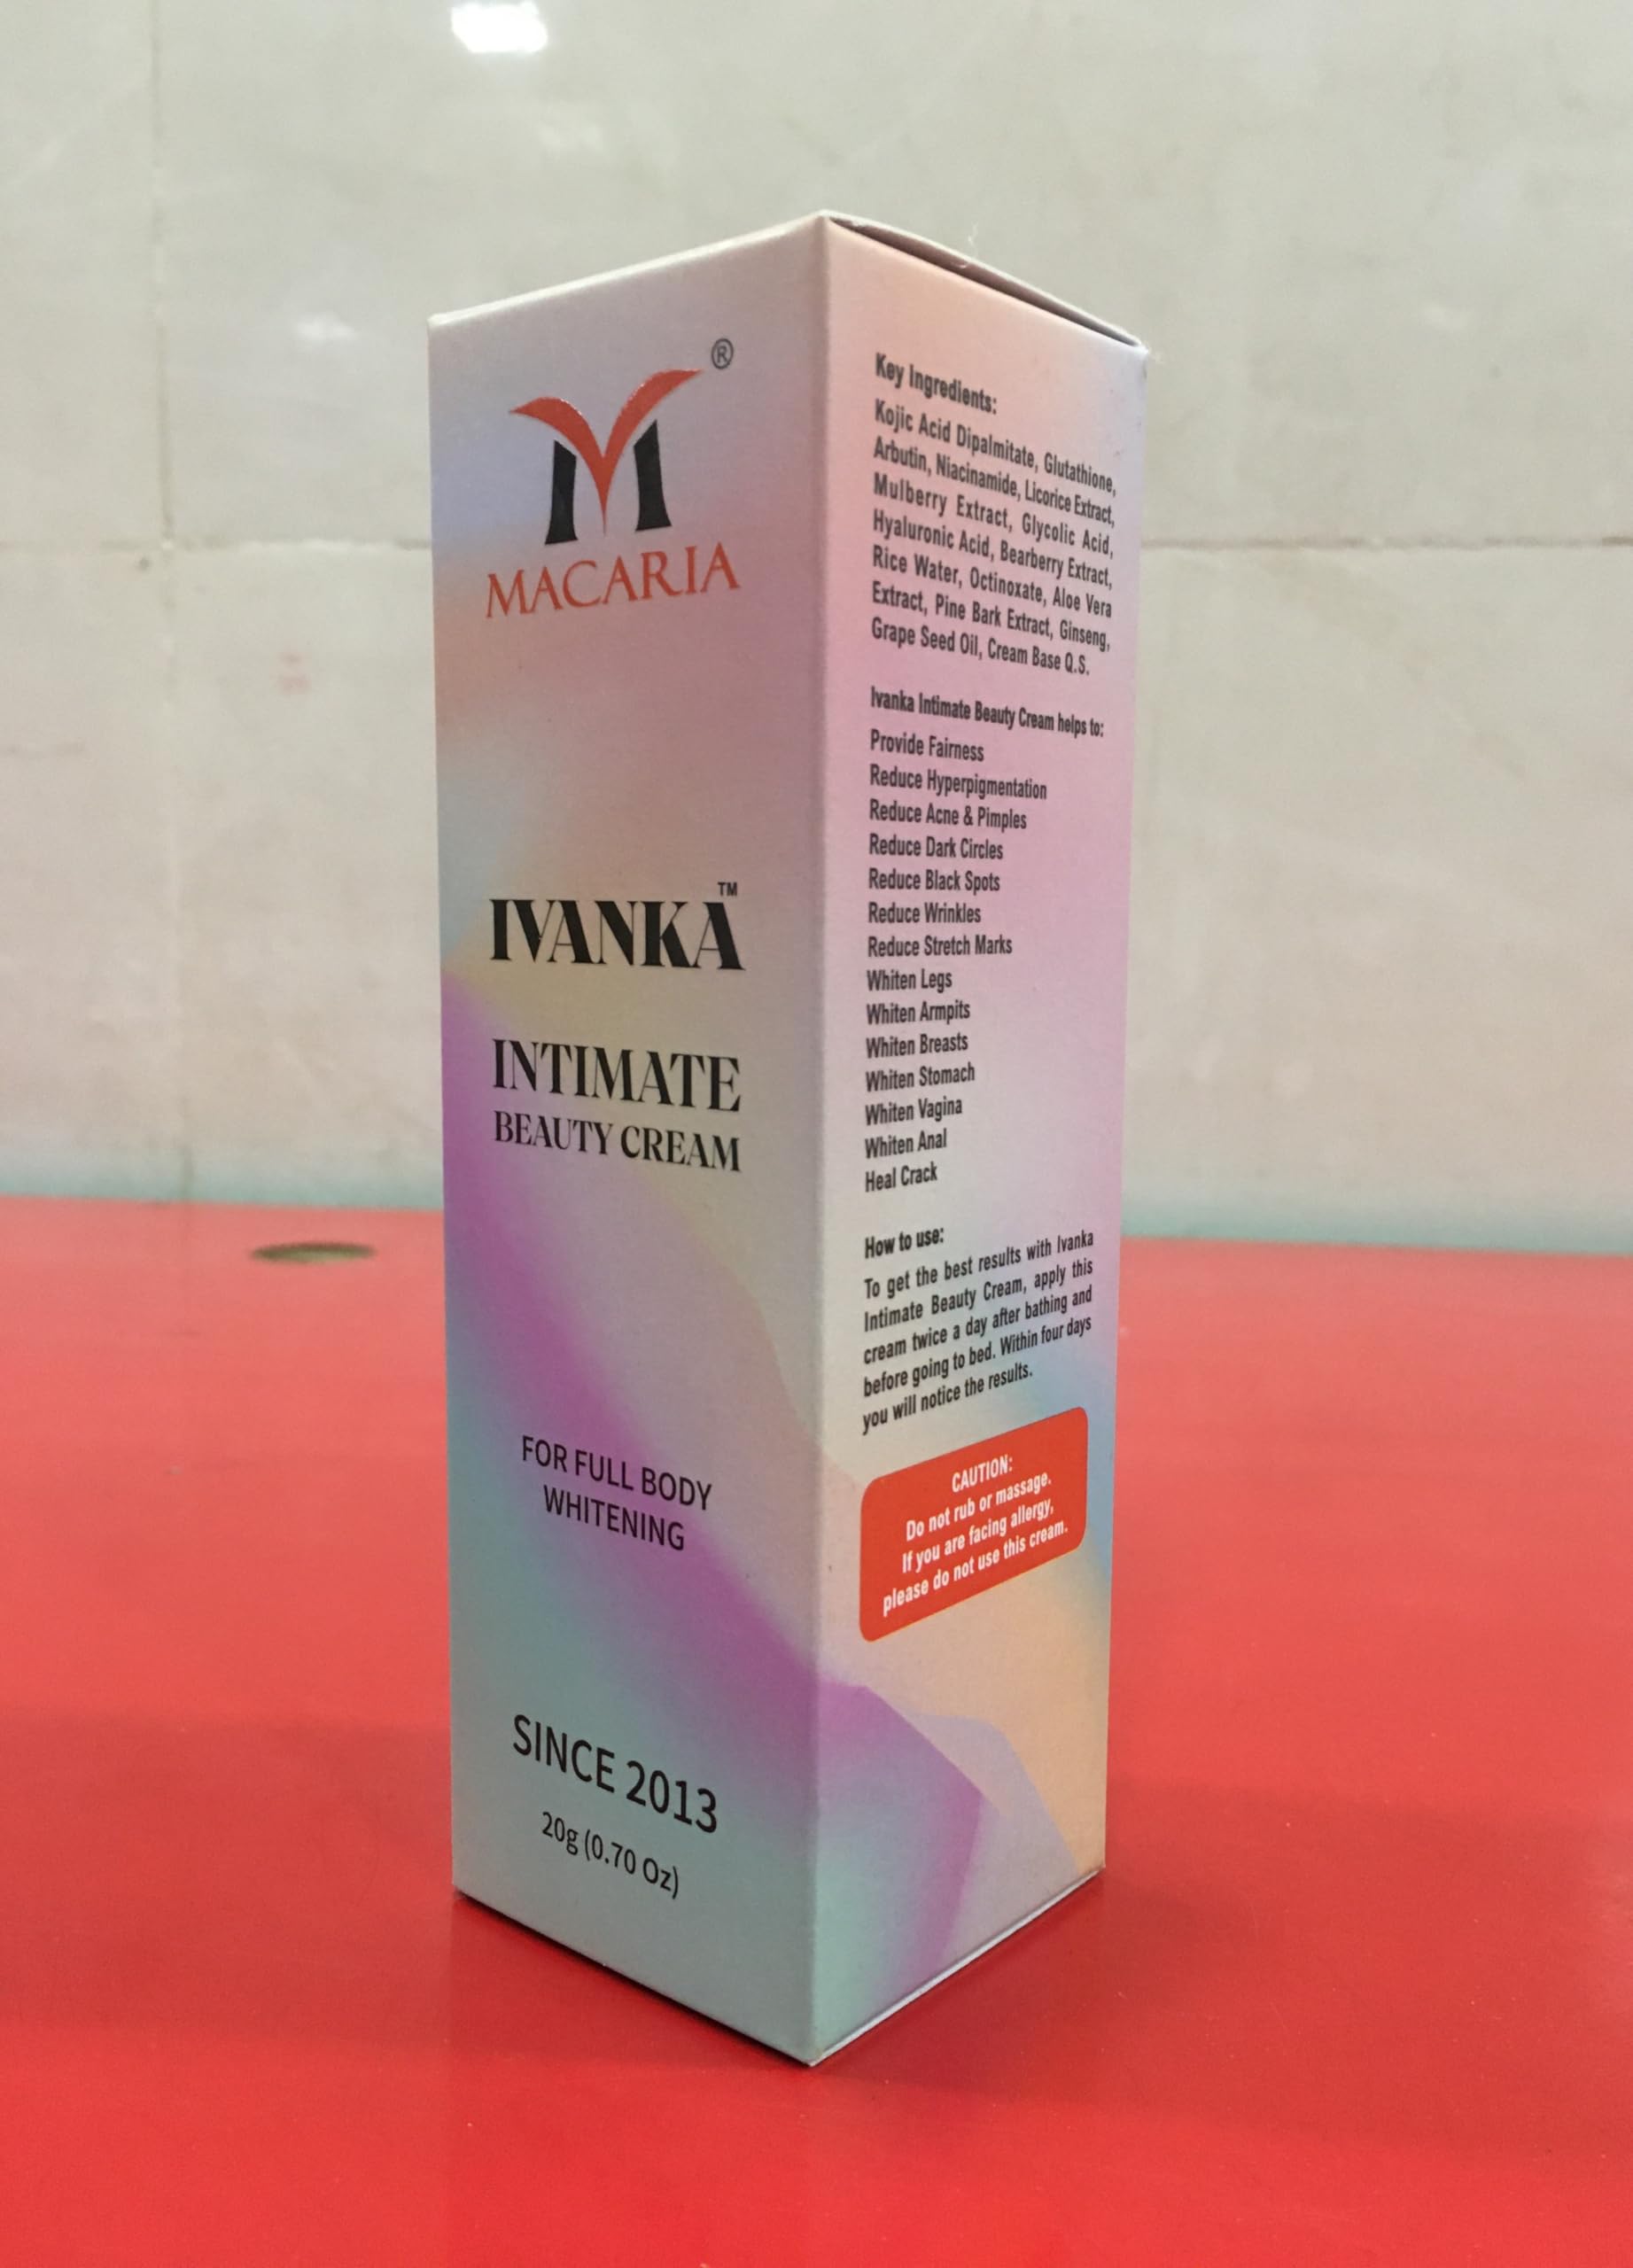 ®
MACARIA
IVANKA™
INTIMATE
BEAUTY CREAM
FOR FULL BODY
WHITENING
SINCE 2013
20g (0.70 Oz)
Key Ingredients:
Kojic Acid Dipalmitate, Glutathione,
Arbutin, Niacinamide, Licorice Extract,
Mulberry Extract, Glycolic Acid,
Hyaluronic Acid, Bearberry Extract,
Rice Water, Octinoxate, Aloe Vera
Extract, Pine Bark Extract, Ginseng,
Grape Seed Oil, Cream Base Q.S.
Ivanka Intimate Beauty Cream helps to:
Provide Fairness
Reduce Hyperpigmentation
Reduce Acne & Pimples
Reduce Dark Circles
Reduce Black Spots
Reduce Wrinkles
Reduce Stretch Marks
Whiten Legs
Whiten Armpits
Whiten Breasts
Whiten Stomach
Whiten Vagina
Whiten Anal
Heal Crack
How to use:
To get the best results with Ivanka
Intimate Beauty Cream, apply this
cream twice a day after bathing and
before going to bed. Within four days
you will notice the results.
CAUTION:
Do not rub or massage.
If you are facing allergy,
please do not use this cream.